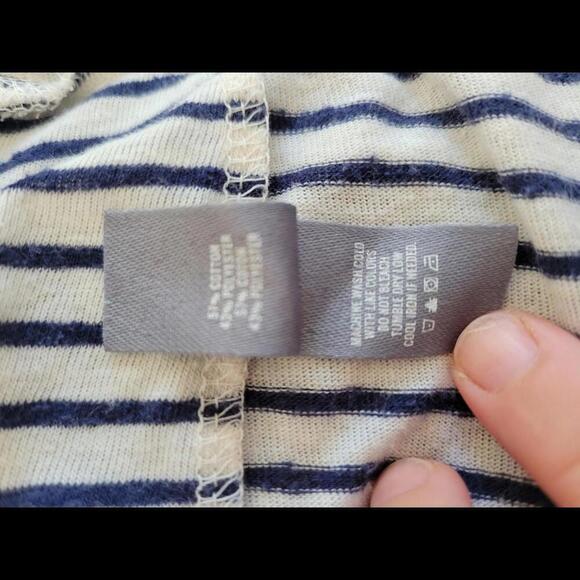 57% COTTON
43% POLYESTER
57%
43% POLYESTER
MACHINE WASH COLD
WITH LIKE COLORS
DO NOT BLEACH
TUMBLE DRY LOW
COOL IRON IF NEEDED.